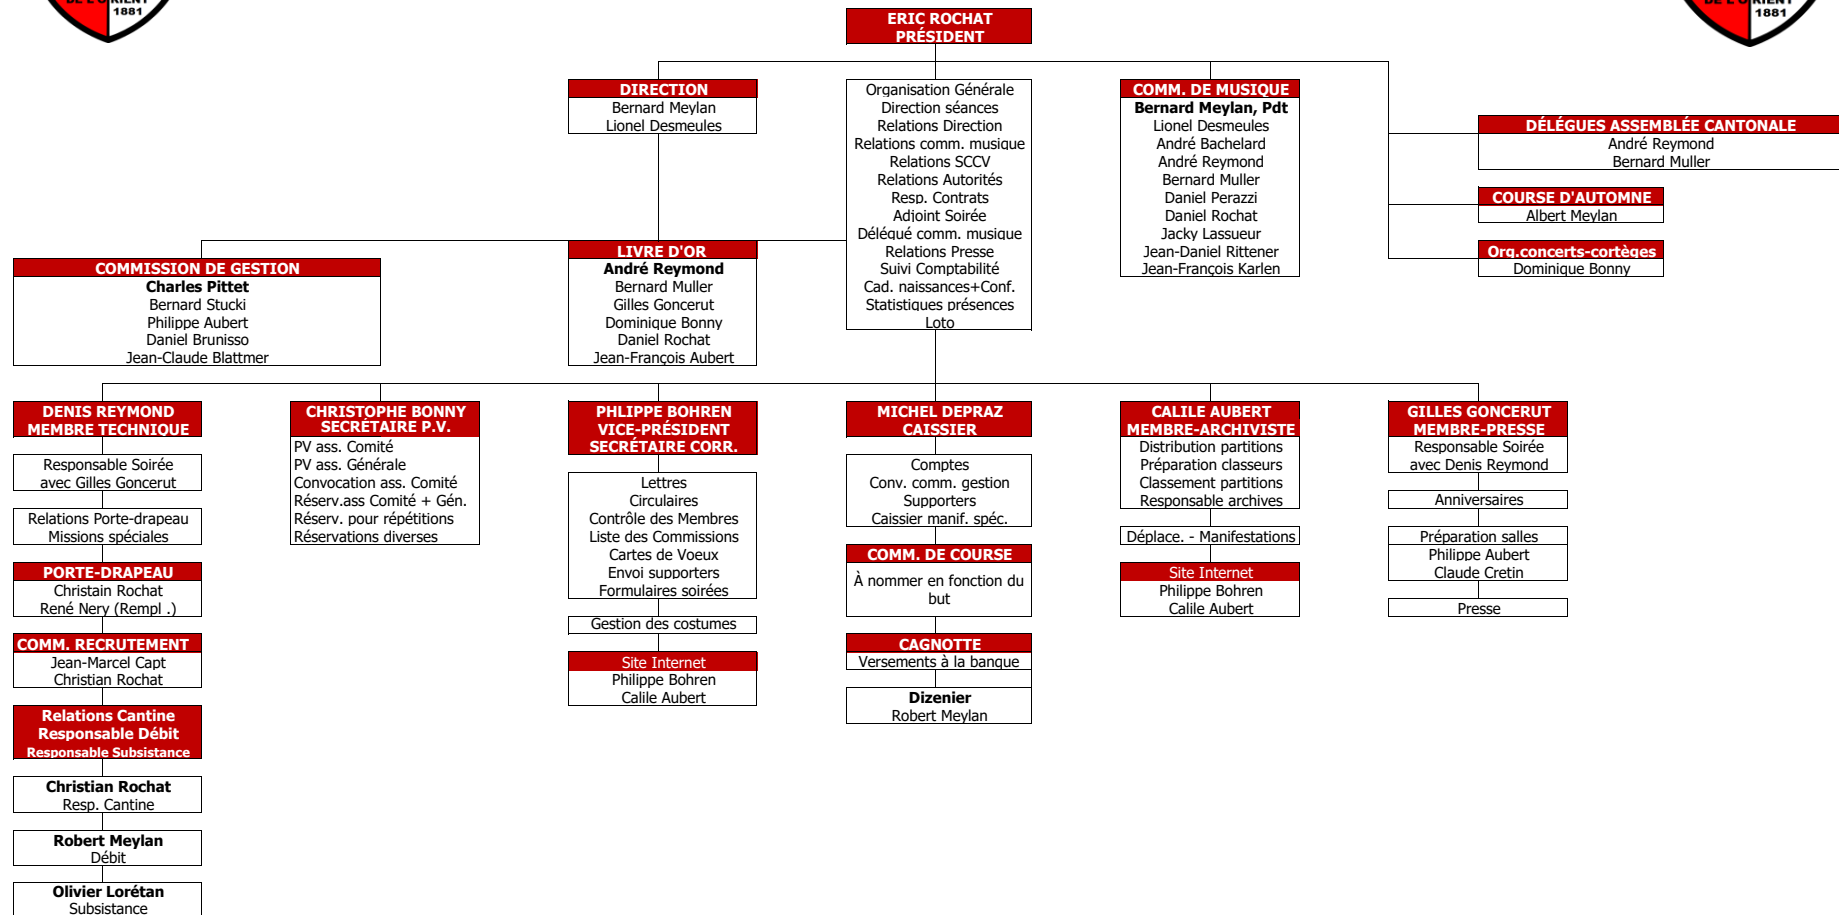 DE L'ORIENT
1881
DE L'ORIENT
1881
ERIC ROCHAT
PRÉSIDENT
DIRECTION
Bernard Meylan
Lionel Desmeules
Organisation Générale
Direction séances
Relations Direction
Relations comm. musique
Relations SCCV
Relations Autorités
Resp. Contrats
Adjoint Soirée
Délégué comm. musique
Relations Presse
Suivi Comptabilité
Cad. naissances+Conf.
Statistiques présences
Loto
COMM. DE MUSIQUE
Bernard Meylan, Pdt
Lionel Desmeules
André Bachelard
André Reymond
Bernard Muller
Daniel Perazzi
Daniel Rochat
Jacky Lassueur
Jean-Daniel Rittener
Jean-François Karlen
DÉLÉGUES ASSEMBLÉE CANTONALE
André Reymond
Bernard Muller
COURSE D'AUTOMNE
Albert Meylan
Org.concerts-cortèges
Dominique Bonny
COMMISSION DE GESTION
Charles Pittet
Bernard Stucki
Philippe Aubert
Daniel Brunisso
Jean-Claude Blattmer
LIVRE D'OR
André Reymond
Bernard Muller
Gilles Goncerut
Dominique Bonny
Daniel Rochat
Jean-François Aubert
DENIS REYMOND
MEMBRE TECHNIQUE
Responsable Soirée
avec Gilles Goncerut
Relations Porte-drapeau
Missions spéciales
PORTE-DRAPEAU
Christain Rochat
René Nery (Rempl .)
COMM. RECRUTEMENT
Jean-Marcel Capt
Christian Rochat
Relations Cantine
Responsable Débit
Responsable Subsistance
Christian Rochat
Resp. Cantine
Robert Meylan
Débit
Olivier Lorétan
Subsistance
CHRISTOPHE BONNY
SECRÉTAIRE P.V.
PV ass. Comité
PV ass. Générale
Convocation ass. Comité
Réserv.ass Comité + Gén.
Réserv. pour répétitions
Réservations diverses
PHLIPPE BOHREN
VICE-PRÉSIDENT
SECRÉTAIRE CORR.
Lettres
Circulaires
Contrôle des Membres
Liste des Commissions
Cartes de Voeux
Envoi supporters
Formulaires soirées
Gestion des costumes
Site Internet
Philippe Bohren
Calile Aubert
MICHEL DEPRAZ
CAISSIER
Comptes
Conv. comm. gestion
Supporters
Caissier manif. spéc.
COMM. DE COURSE
À nommer en fonction du
but
CAGNOTTE
Versements à la banque
Dizenier
Robert Meylan
CALILE AUBERT
MEMBRE-ARCHIVISTE
Distribution partitions
Préparation classeurs
Classement partitions
Responsable archives
Déplace. - Manifestations
Site Internet
Philippe Bohren
Calile Aubert
GILLES GONCERUT
MEMBRE-PRESSE
Responsable Soirée
avec Denis Reymond
Anniversaires
Préparation salles
Philippe Aubert
Claude Cretin
Presse